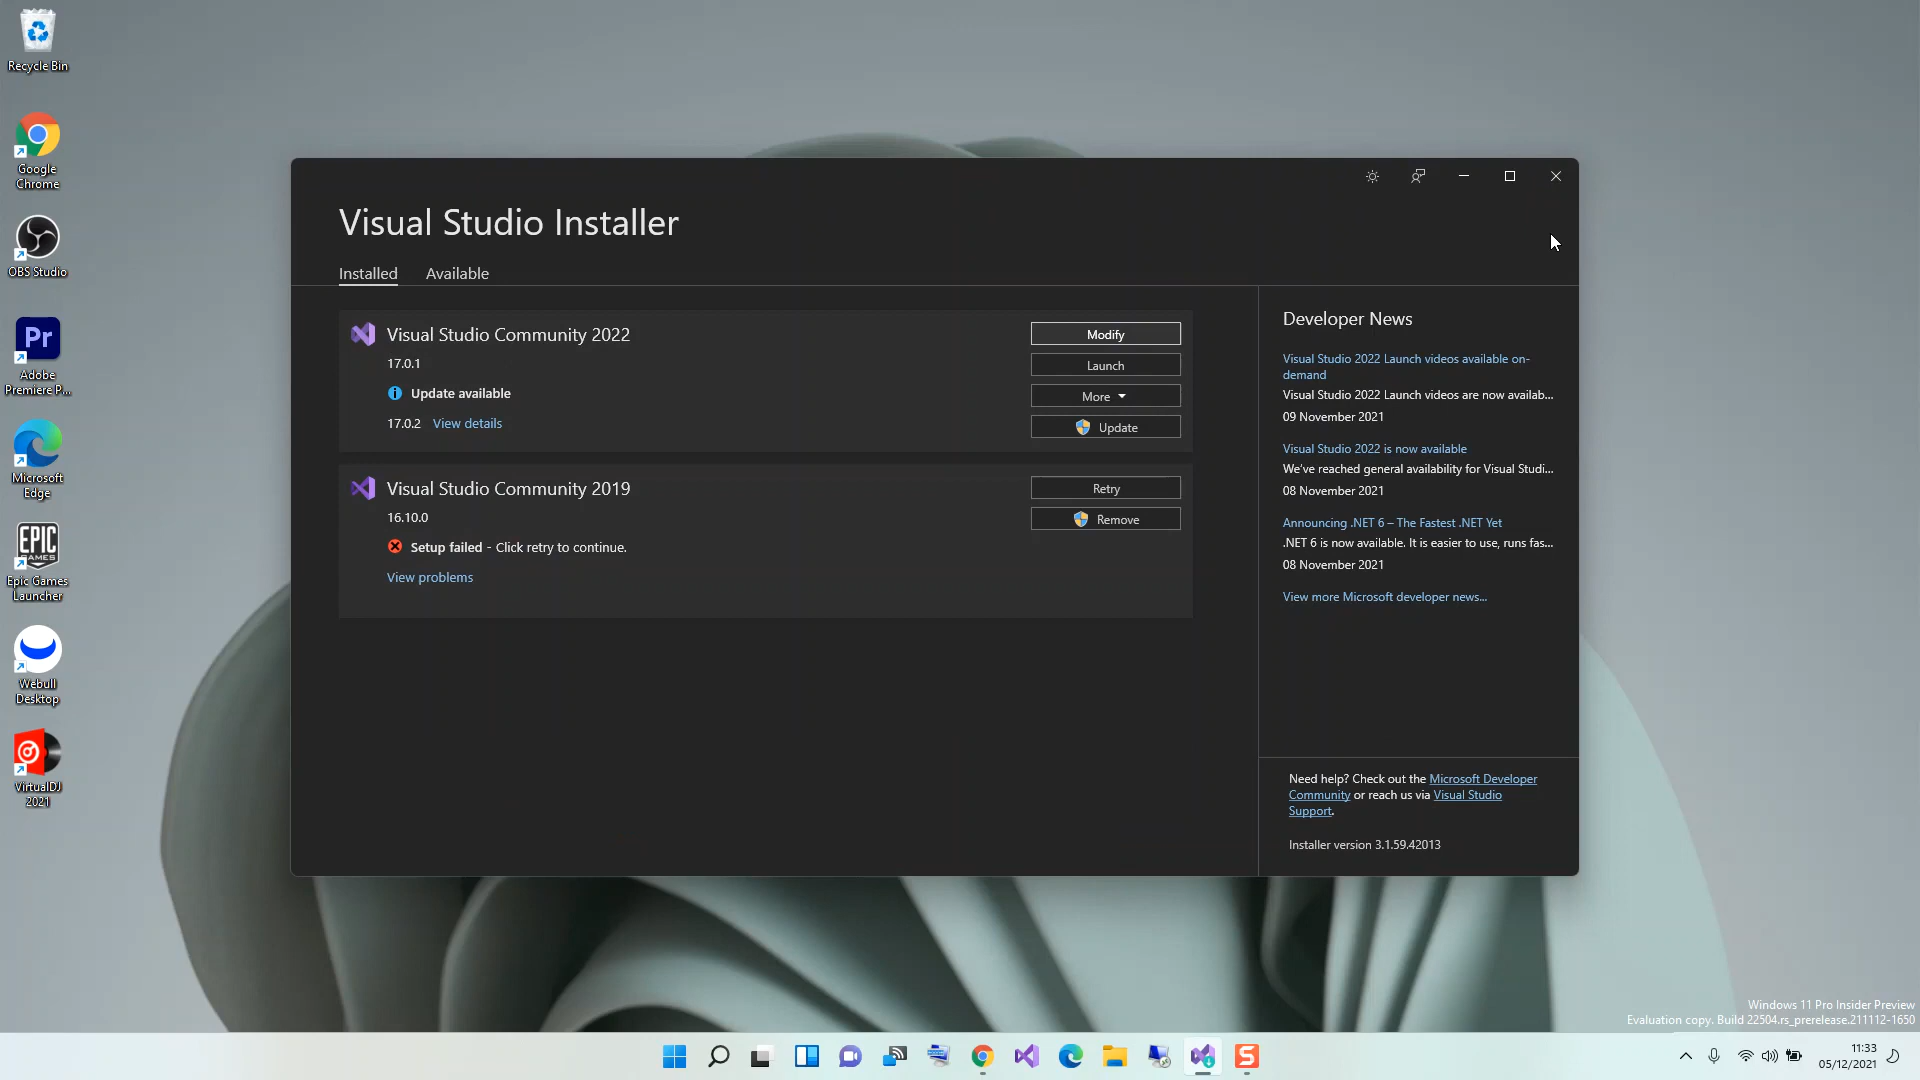 Recycle Bin
Google
Chrome
OBS Studio
Pr
Adobe
Premiere P...
Microsoft
Edge
EPIC
GAMES
Epic Games
Launcher
Webull
Desktop
VirtualDJ
2021
Visual Studio Installer
Installed
Available
Visual Studio Community 2022
17.0.1
Update available
17.0.2 View details
Modify
Launch
More
Update
Visual Studio Community 2019
16.10.0
Setup failed - Click retry to continue.
View problems
Retry
Remove
Developer News
Visual Studio 2022 Launch videos available on-
demand
Visual Studio 2022 Launch videos are now availab...
09 November 2021
Visual Studio 2022 is now available
We've reached general availability for Visual Studi...
08 November 2021
Announcing .NET 6 – The Fastest .NET Yet
.NET 6 is now available. It is easier to use, runs fas...
08 November 2021
View more Microsoft developer news...
Need help? Check out the Microsoft Developer
Community or reach us via Visual Studio
Support.
Installer version 3.1.59.42013
Windows 11 Pro Insider Preview
Evaluation copy. Build 22504.rs_prerelease.211112-1650
S
11:33
05/12/2021